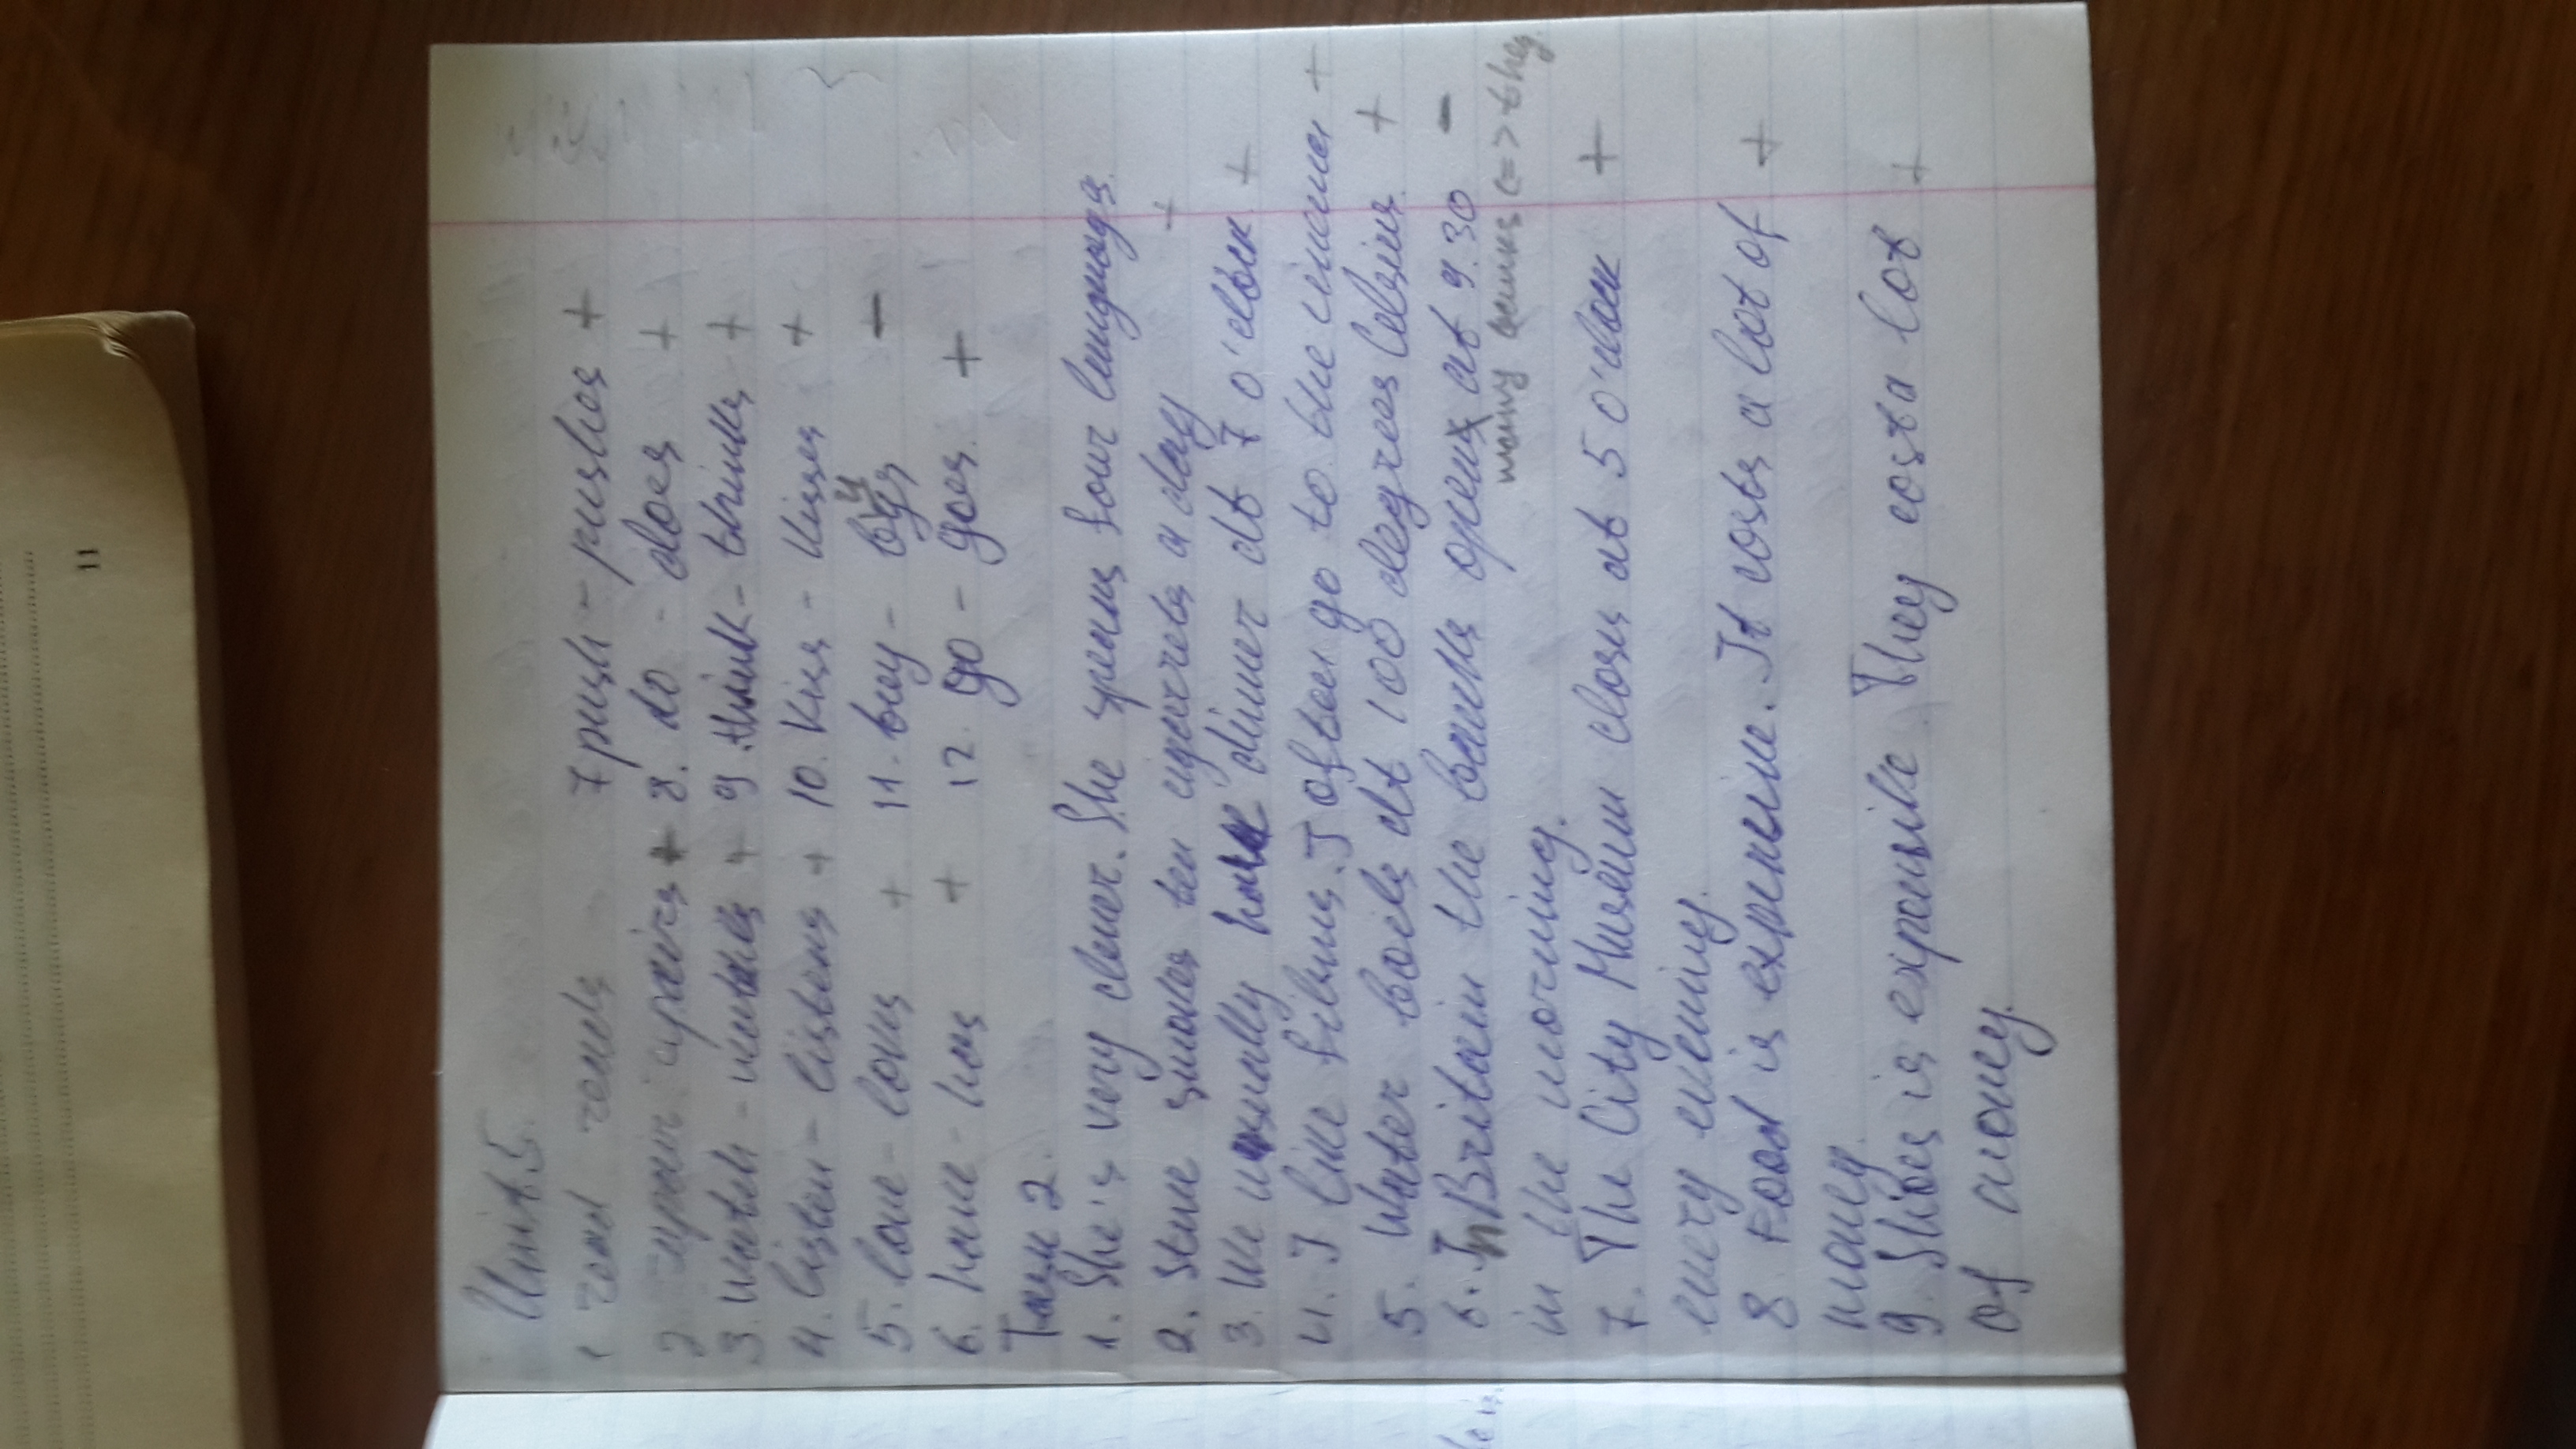 11
Unit 5.
1 read reads 7 push - pushes +
2 repair repairs + 8. do - does +
3. watch - watches + 9. think - thinks +
4. listen - listens + 10. Kiss - Kisses +
5. love - loves + 11. buy - bys u -
6. have - has + 12. go - goes. +
Task 2.
1. She's very clever. She speaks four languages.
2. Steve smokes ten cigarrets a day +
3. We usually have dinner at 7 o'clock +
4. I like films. I often go to the cinema +
5. Water boils at 100 degrees Celsius. +
6. In Britain the banks opens at 9.30 -
many banks <=> they
in the morning.
7. The City Museum closes at 5 o'clock +
every evening.
8 Food is expensive. It costs a lot of +
money.
9. Shoes is expensive. They cost a lot +
of money.